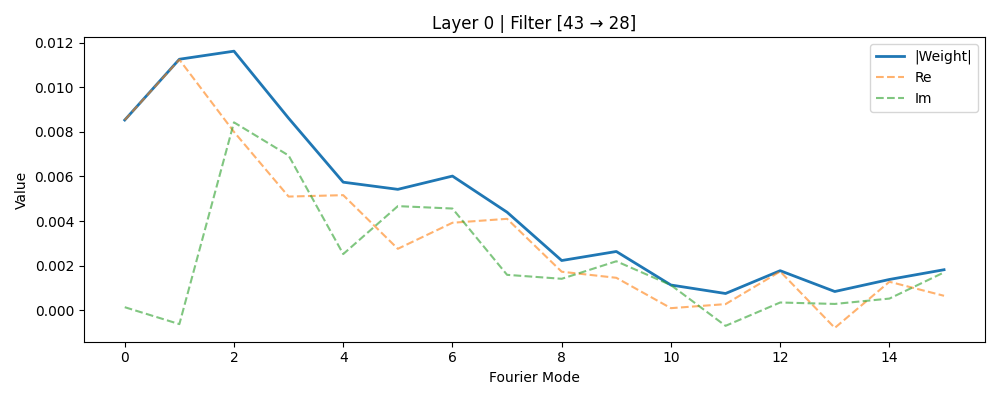 Layer 0 | Filter [43 → 28]
0.012
0.010
0.008
0.006
0.004
0.002
0.000
Value
|Weight|
Re
Im
0 2 4 6 8 10 12 14
Fourier Mode